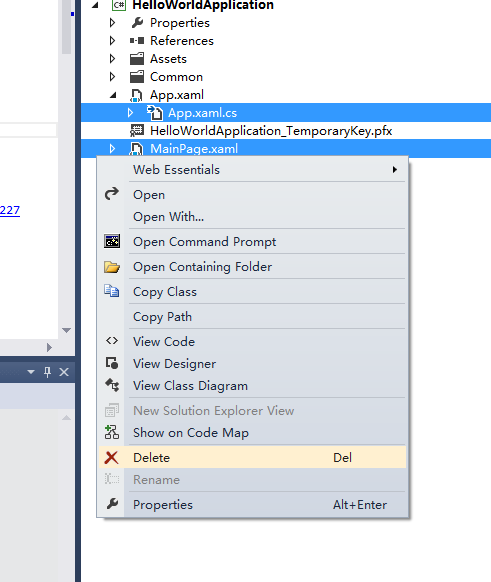 C# HelloWorldApplication
Properties
References
Assets
Common
App.xaml
App.xaml.cs
HelloWorldApplication_TemporaryKey.pfx
MainPage.xaml
Web Essentials
Open
227
Open With...
Open Command Prompt
Open Containing Folder
Copy Class
Copy Path
View Code
View Designer
View Class Diagram
New Solution Explorer View
Show on Code Map
Delete Del
Rename
Properties Alt+Enter